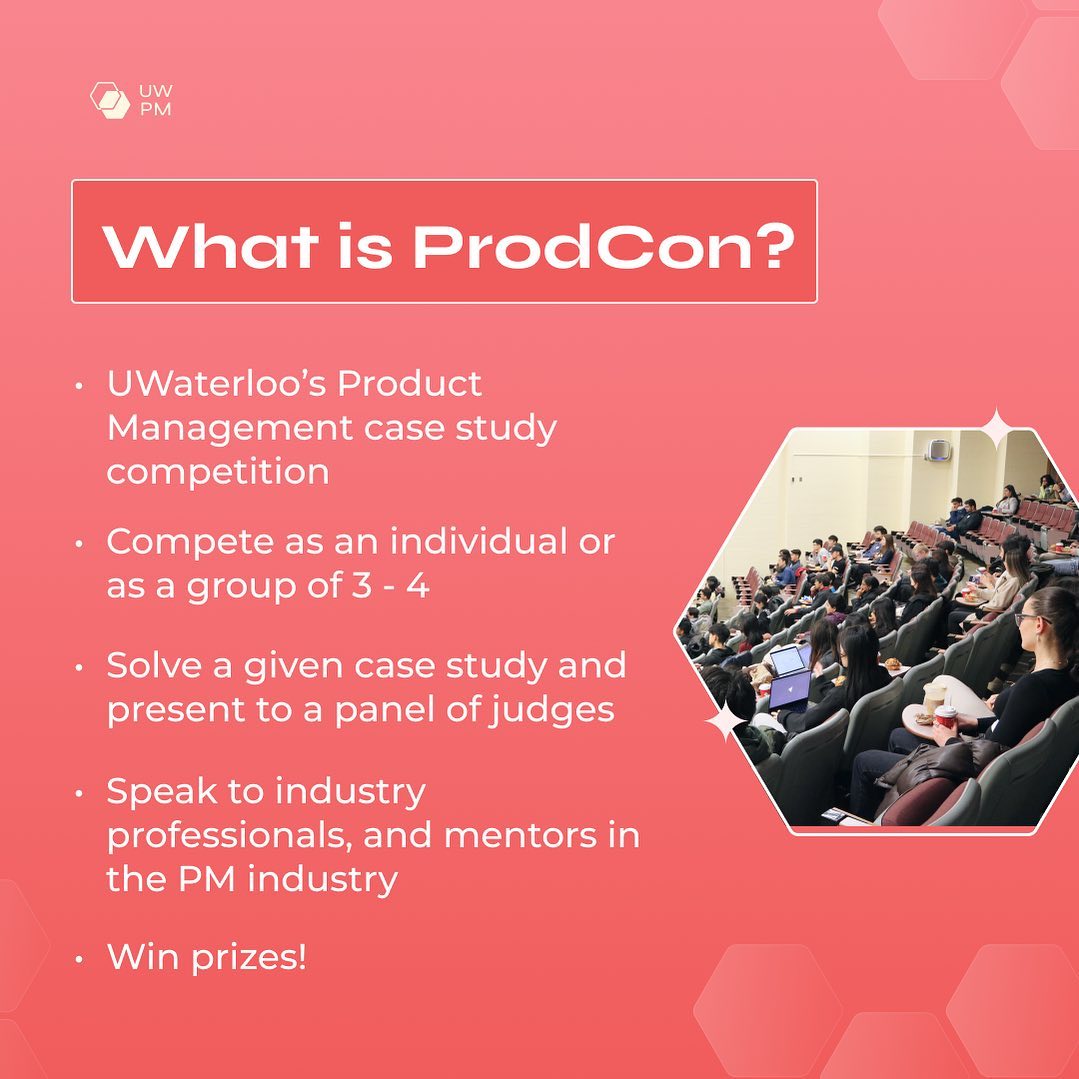 UW
PM
What is ProdCon?
• UWaterloo’s Product
Management case study
competition
• Compete as an individual or
as a group of 3 - 4
• Solve a given case study and
present to a panel of judges
• Speak to industry
professionals, and mentors in
the PM industry
• Win prizes!